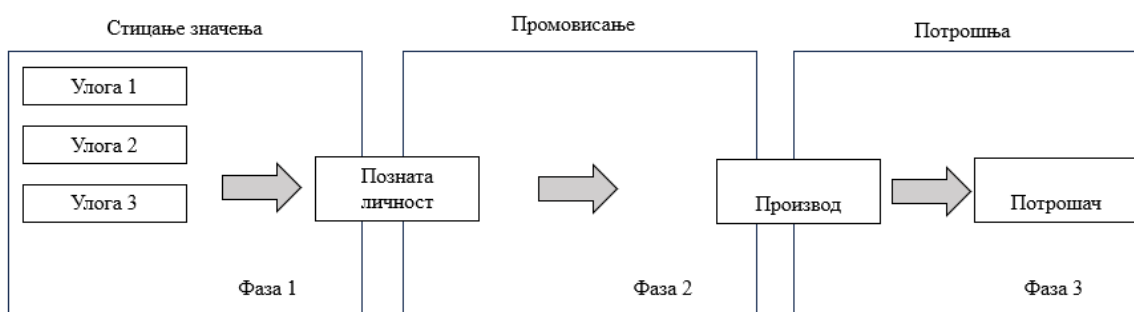 Стицање значења
Промовисање
Потрошња
Улога 1
Улога 2
Улога 3
Позната
личност
Производ
Потрошач
Фаза 1
Фаза 2
Фаза 3